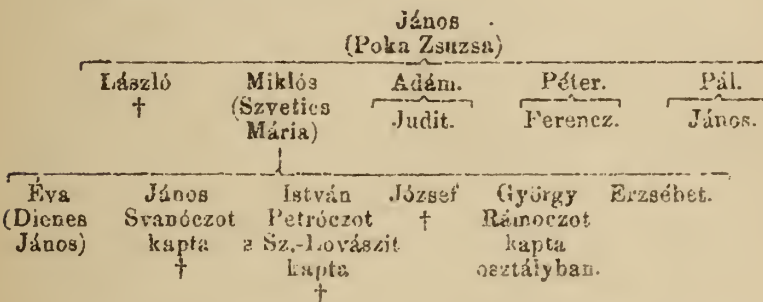 János
(Poka Zsuzsa)
László Miklós Adám. Péter. Pál.
† (Szvetics Judit. Ferencz. János.
Mária)
Éva János István József György Erzsébet.
(Dienes Svanóczot Petróczot † Rámoczot
János) kapta Sz.-Lovászit kapta
† kapta osztályban.
†